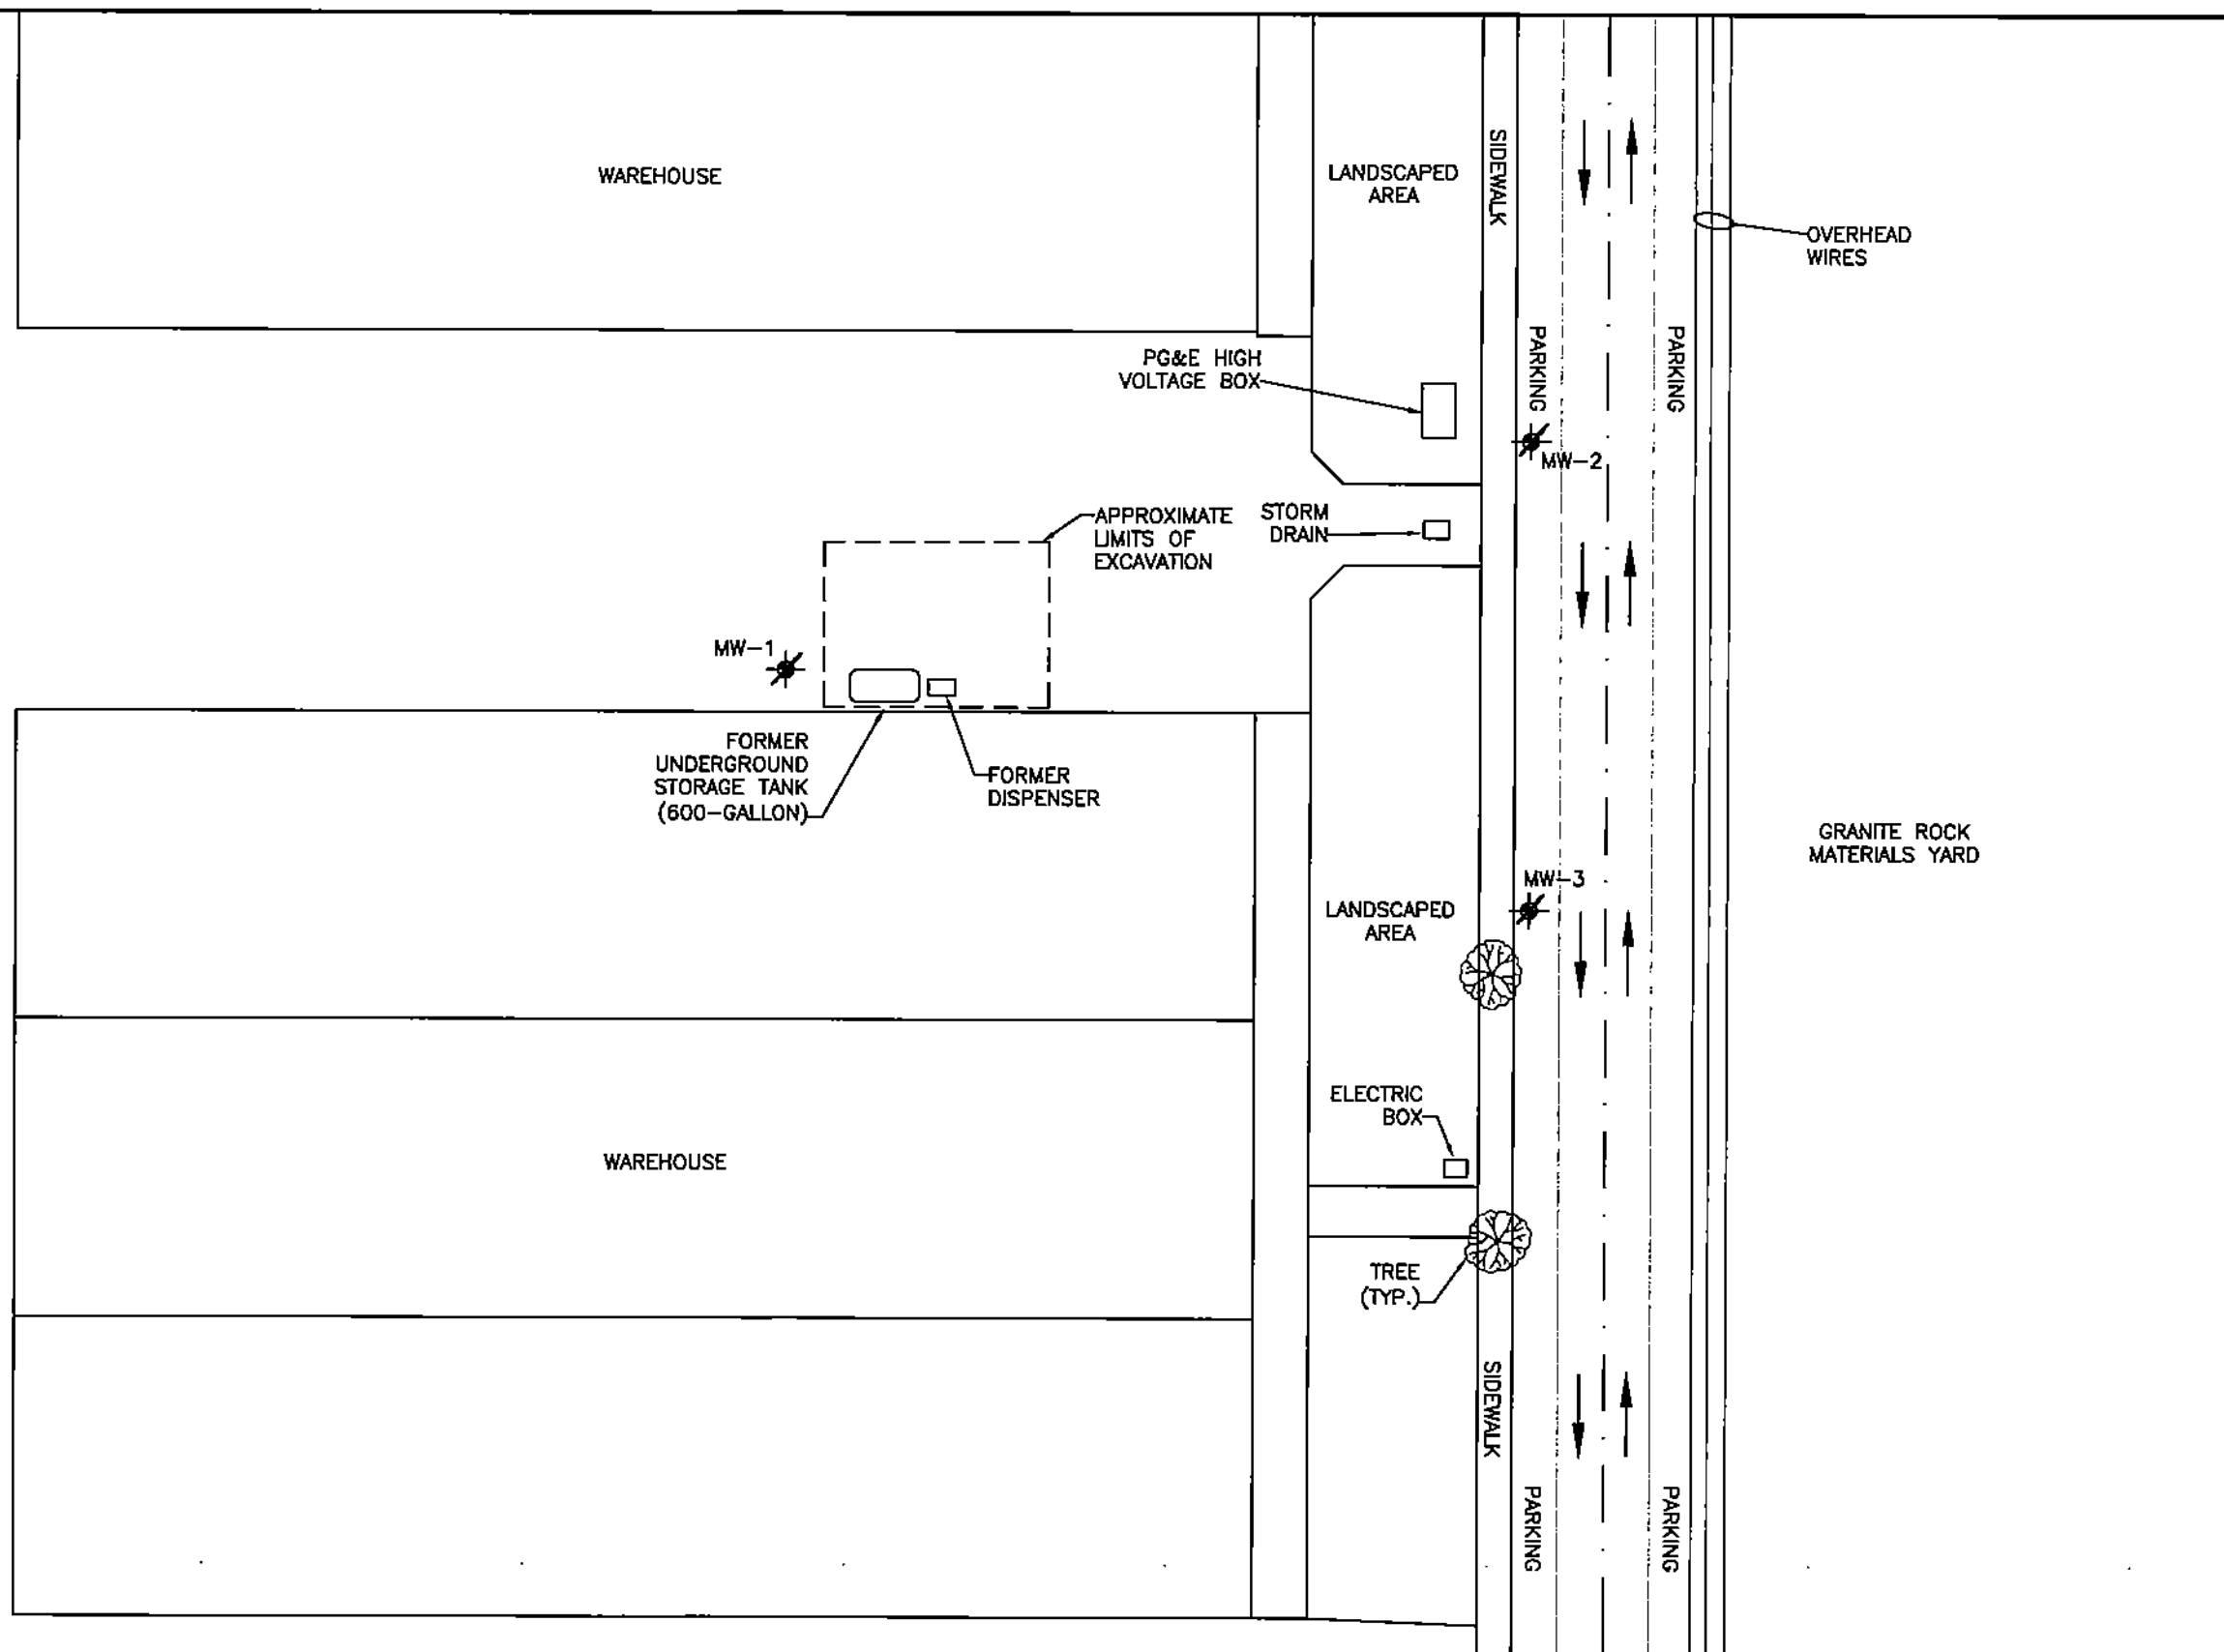 WAREHOUSE
LANDSCAPED
AREA
SIDEWALK
OVERHEAD
WIRES
PARKING
PARKING
PG&E HIGH
VOLTAGE BOX
MW-2
STORM
DRAIN
APPROXIMATE
LIMITS OF
EXCAVATION
MW-1
FORMER
UNDERGROUND
STORAGE TANK
(600-GALLON)
FORMER
DISPENSER
GRANITE ROCK
MATERIALS YARD
MW-3
LANDSCAPED
AREA
ELECTRIC
BOX
WAREHOUSE
TREE
(TYP.)
SIDEWALK
PARKING
PARKING